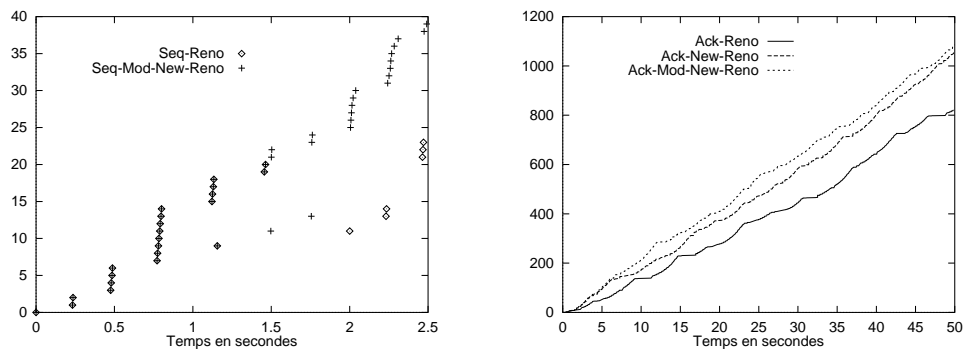 40
35
30
25
20
15
10
5
0
Seq-Reno
Seq-Mod-New-Reno
0 0.5 1 1.5 2 2.5
Temps en secondes
1200
1000
800
600
400
200
0
Ack-Reno
Ack-New-Reno
Ack-Mod-New-Reno
0 5 10 15 20 25 30 35 40 45 50
Temps en secondes